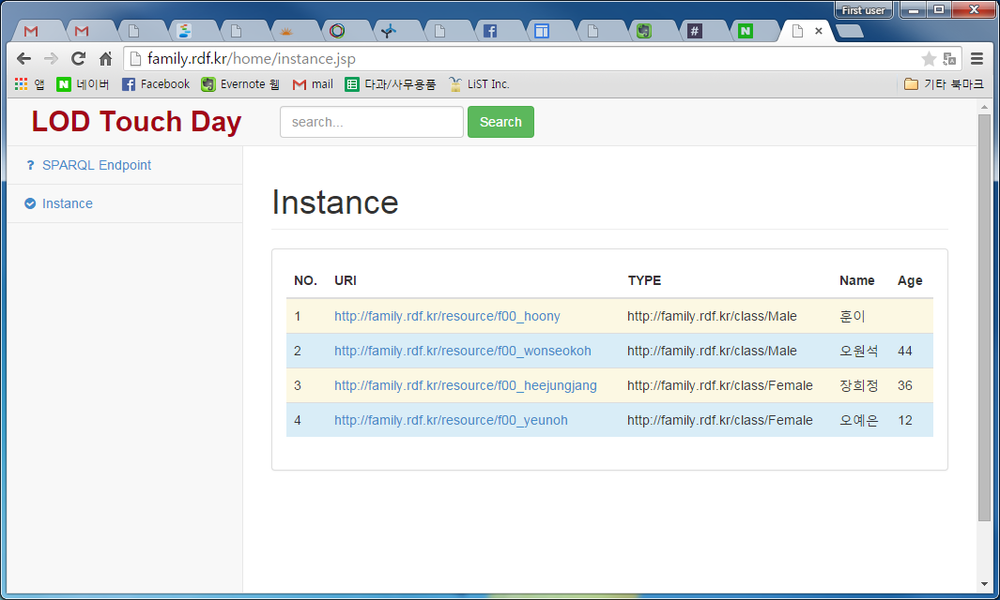 First user
family.rdf.kr/home/instance.jsp
앱 네이버 Facebook Evernote 웹 mail 다과/사무용품 LiST Inc. 기타 북마크
LOD Touch Day search... Search
SPARQL Endpoint
Instance
Instance
NO. URI TYPE Name Age
1 http://family.rdf.kr/resource/f00_hoony http://family.rdf.kr/class/Male 훈이
2 http://family.rdf.kr/resource/f00_wonseokoh http://family.rdf.kr/class/Male 오원석 44
3 http://family.rdf.kr/resource/f00_heejungjang http://family.rdf.kr/class/Female 장희정 36
4 http://family.rdf.kr/resource/f00_yeunoh http://family.rdf.kr/class/Female 오예은 12